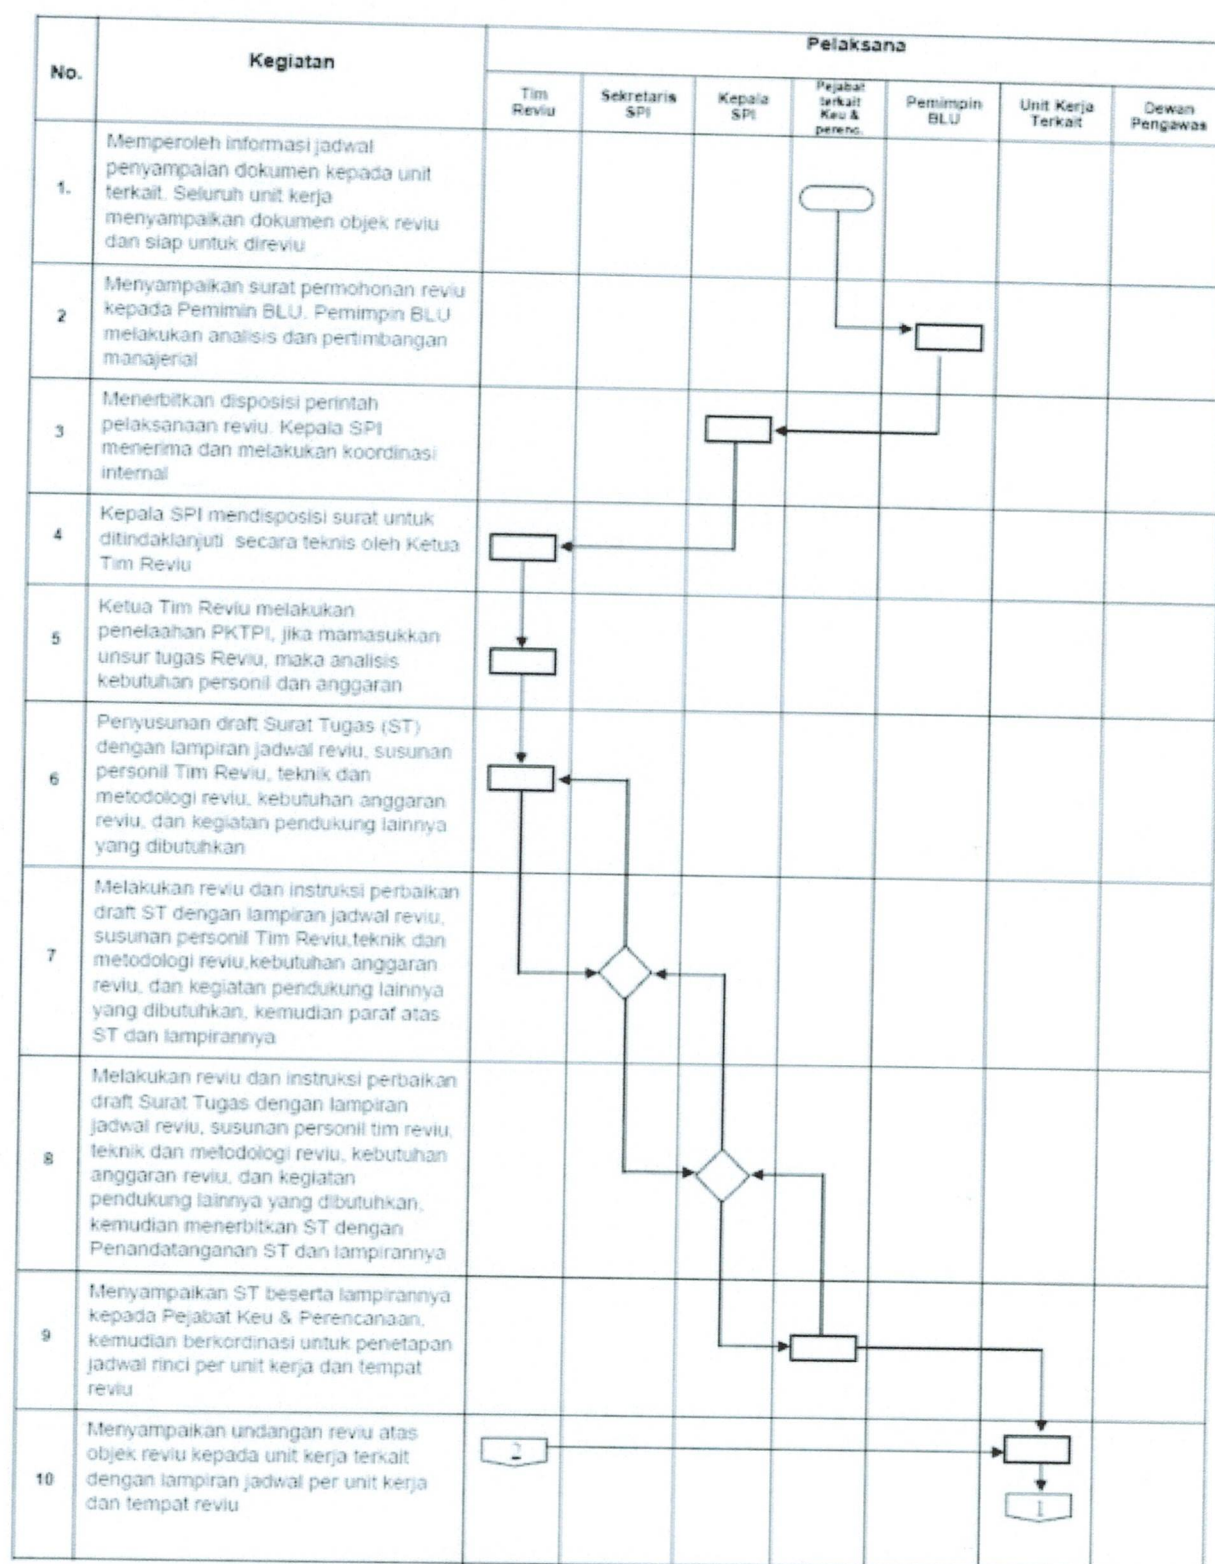 No.
Kegiatan
Pelaksana
Tim
Reviu
Sekretaris
SPI
Kepala
SPI
Pejabat
terkait
Keu &
perenc.
Pemimpin
BLU
Unit Kerja
Terkait
Dewan
Pengawas
1.
Memperoleh informasi jadwal
penyampaian dokumen kepada unit
terkait. Seluruh unit kerja
menyampaikan dokumen objek reviu
dan siap untuk direviu
2
Menyampaikan surat permohonan reviu
kepada Pemimin BLU. Pemimpin BLU
melakukan analisis dan pertimbangan
manajerial
3
Menerbitkan disposisi perintah
pelaksanaan reviu. Kepala SPI
menerima dan melakukan koordinasi
internal
4
Kepala SPI mendisposisi surat untuk
ditindaklanjuti secara teknis oleh Ketua
Tim Reviu
5
Ketua Tim Reviu melakukan
penelaahan PKTPI, jika mamasukkan
unsur tugas Reviu, maka analisis
kebutuhan personil dan anggaran
6
Penyusunan draft Surat Tugas (ST)
dengan lampiran jadwal reviu, susunan
personil Tim Reviu, teknik dan
metodologi reviu, kebutuhan anggaran
reviu, dan kegiatan pendukung lainnya
yang dibutuhkan
7
Melakukan reviu dan instruksi perbaikan
draft ST dengan lampiran jadwal reviu,
susunan personil Tim Reviu,teknik dan
metodologi reviu,kebutuhan anggaran
reviu, dan kegiatan pendukung lainnya
yang dibutuhkan, kemudian paraf atas
ST dan lampirannya
8
Melakukan reviu dan instruksi perbaikan
draft Surat Tugas dengan lampiran
jadwal reviu, susunan personil tim reviu,
teknik dan metodologi reviu, kebutuhan
anggaran reviu, dan kegiatan
pendukung lainnya yang dibutuhkan,
kemudian menerbitkan ST dengan
Penandatanganan ST dan lampirannya
9
Menyampaikan ST beserta lampirannya
kepada Pejabat Keu & Perencanaan,
kemudian berkordinasi untuk penetapan
jadwal rinci per unit kerja dan tempat
reviu
10
Menyampaikan undangan reviu atas
objek reviu kepada unit kerja terkait
dengan lampiran jadwal per unit kerja
dan tempat reviu
2
1